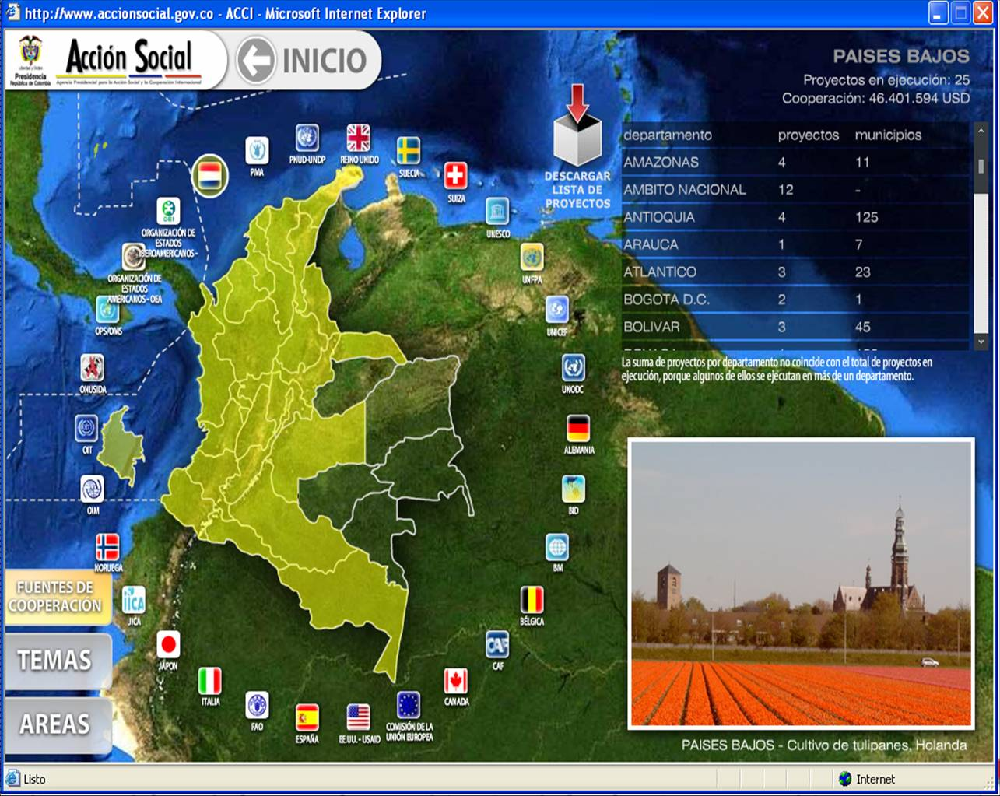 http://www.accionsocial.gov.co - ACCI - Microsoft Internet Explorer
Libertad y Orden
Presidencia
República de Colombia
Acción Social
Agencia Presidencial para la Acción Social y la Cooperación Internacional
INICIO
PAISES BAJOS
Proyectos en ejecución: 25
Cooperación: 46.401.594 USD
DESCARGAR
LISTA DE
PROYECTOS
departamento proyectos municipios
AMAZONAS 4 11
AMBITO NACIONAL 12 -
ANTIOQUIA 4 125
ARAUCA 1 7
ATLANTICO 3 23
BOGOTA D.C. 2 1
BOLIVAR 3 45
La suma de proyectos por departamento no coincide con el total de proyectos en
ejecución, porque algunos de ellos se ejecutan en más de un departamento.
PMA
PNUD-UNDP
REINO UNIDO
SUECIA
SUIZA
UNESCO
UNFPA
UNICEF
UNODC
ALEMANIA
BID
BM
BÉLGICA
CAF
CAF
CANADA
COMISIÓN DE LA
UNIÓN EUROPEA
EE.UU. - USAID
ESPAÑA
FAO
ITALIA
JAPON
IICA
JICA
NORUEGA
OIM
OIT
ONUSIDA
OPS/OMS
ORGANIZACIÓN DE
ESTADOS
AMERICANOS - OEA
OEI
ORGANIZACIÓN DE
ESTADOS
IBEROAMERICANOS -
FUENTES DE
COOPERACIÓN
TEMAS
AREAS
PAISES BAJOS - Cultivo de tulipanes, Holanda
Listo
Internet